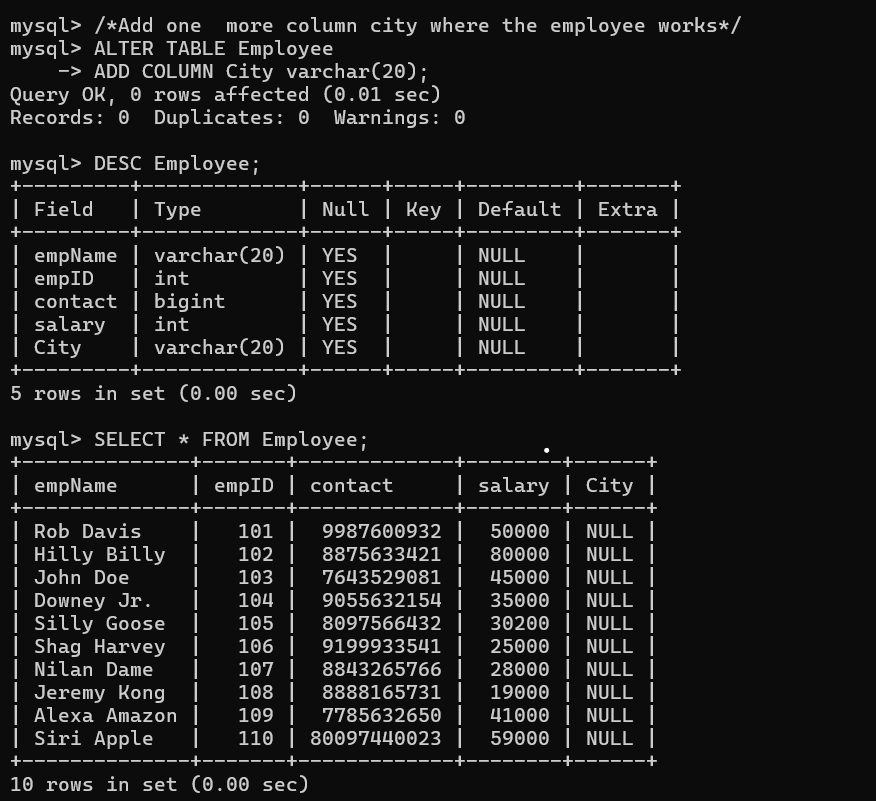 mysql> /*Add one  more column city where the employee works*/
mysql> ALTER TABLE Employee
    -> ADD COLUMN City varchar(20);
Query OK, 0 rows affected (0.01 sec)
Records: 0  Duplicates: 0  Warnings: 0

mysql> DESC Employee;
+---------+-------------+------+-----+---------+-------+
| Field   | Type        | Null | Key | Default | Extra |
+---------+-------------+------+-----+---------+-------+
| empName | varchar(20) | YES  |     | NULL    |       |
| empID   | int         | YES  |     | NULL    |       |
| contact | bigint      | YES  |     | NULL    |       |
| salary  | int         | YES  |     | NULL    |       |
| City    | varchar(20) | YES  |     | NULL    |       |
+---------+-------------+------+-----+---------+-------+
5 rows in set (0.00 sec)

mysql> SELECT * FROM Employee;
+--------------+-------+-------------+--------+------+
| empName      | empID | contact     | salary | City |
+--------------+-------+-------------+--------+------+
| Rob Davis    |   101 |  9987600932 |  50000 | NULL |
| Hilly Billy  |   102 |  8875633421 |  80000 | NULL |
| John Doe     |   103 |  7643529081 |  45000 | NULL |
| Downey Jr.   |   104 |  9055632154 |  35000 | NULL |
| Silly Goose  |   105 |  8097566432 |  30200 | NULL |
| Shag Harvey  |   106 |  9199933541 |  25000 | NULL |
| Nilan Dame   |   107 |  8843265766 |  28000 | NULL |
| Jeremy Kong  |   108 |  8888165731 |  19000 | NULL |
| Alexa Amazon |   109 |  7785632650 |  41000 | NULL |
| Siri Apple   |   110 | 80097440023 |  59000 | NULL |
+--------------+-------+-------------+--------+------+
10 rows in set (0.00 sec)